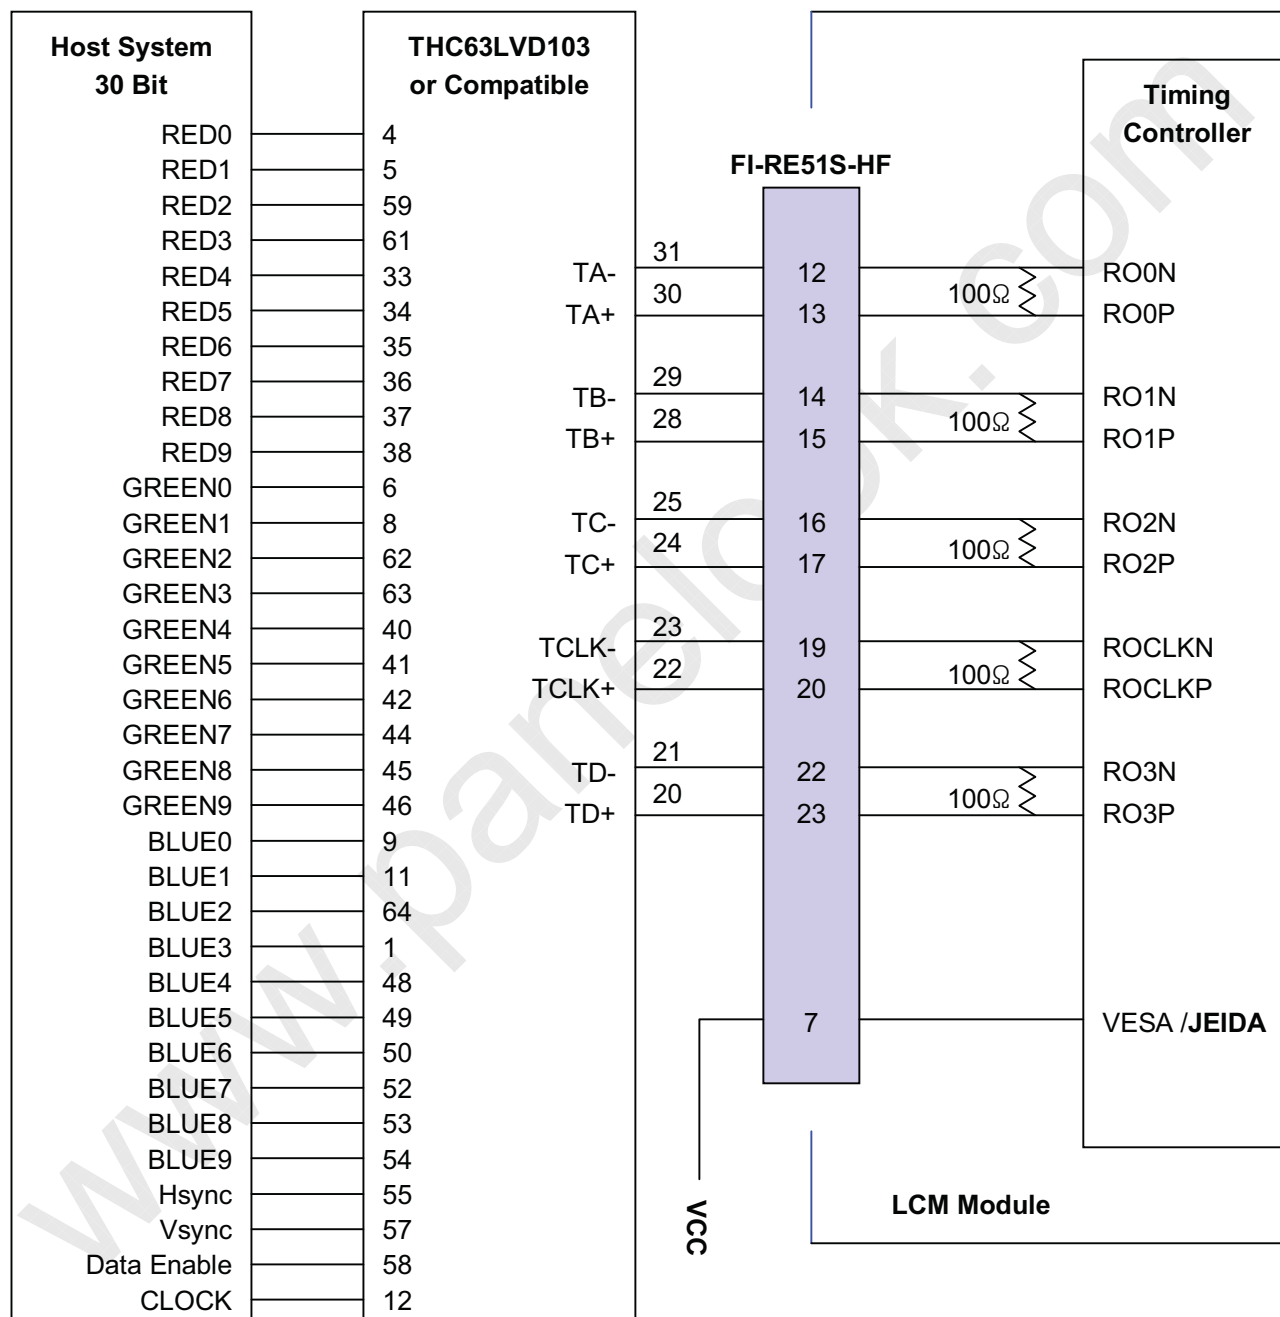 Host System
30 Bit
THC63LVD103
or Compatible
Timing
Controller
FI-RE51S-HF
RED0 4
RED1 5
RED2 59
RED3 61
RED4 33
RED5 34
RED6 35
RED7 36
RED8 37
RED9 38
GREEN0 6
GREEN1 8
GREEN2 62
GREEN3 63
GREEN4 40
GREEN5 41
GREEN6 42
GREEN7 44
GREEN8 45
GREEN9 46
BLUE0 9
BLUE1 11
BLUE2 64
BLUE3 1
BLUE4 48
BLUE5 49
BLUE6 50
BLUE7 52
BLUE8 53
BLUE9 54
Hsync 55
Vsync 57
Data Enable 58
CLOCK 12
TA- 31 12 RO0N
100Ω
TA+ 30 13 RO0P
TB- 29 14 RO1N
100Ω
TB+ 28 15 RO1P
TC- 25 16 RO2N
100Ω
TC+ 24 17 RO2P
TCLK- 23 19 ROCLKN
100Ω
TCLK+ 22 20 ROCLKP
TD- 21 22 RO3N
100Ω
TD+ 20 23 RO3P
7 VESA /JEIDA
VCC
LCM Module
www.panelook.com